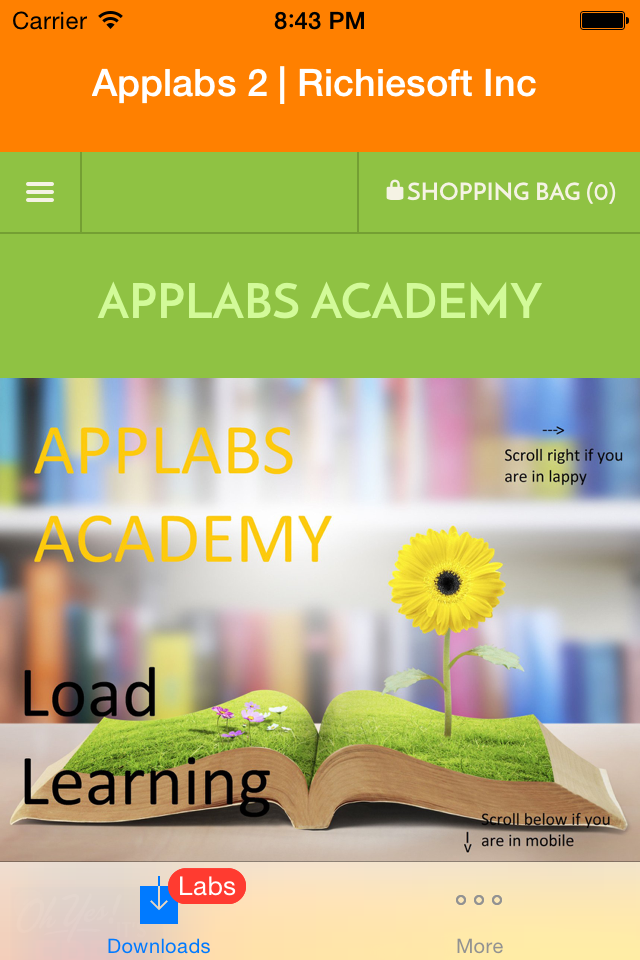 Carrier 8:43 PM
Applabs 2 | Richiesoft Inc
SHOPPING BAG (0)
APPLABS ACADEMY
APPLABS
ACADEMY
--->
Scroll right if you
are in lappy
Load
Learning
Scroll below if you
are in mobile
|
v
Labs
Downloads
More